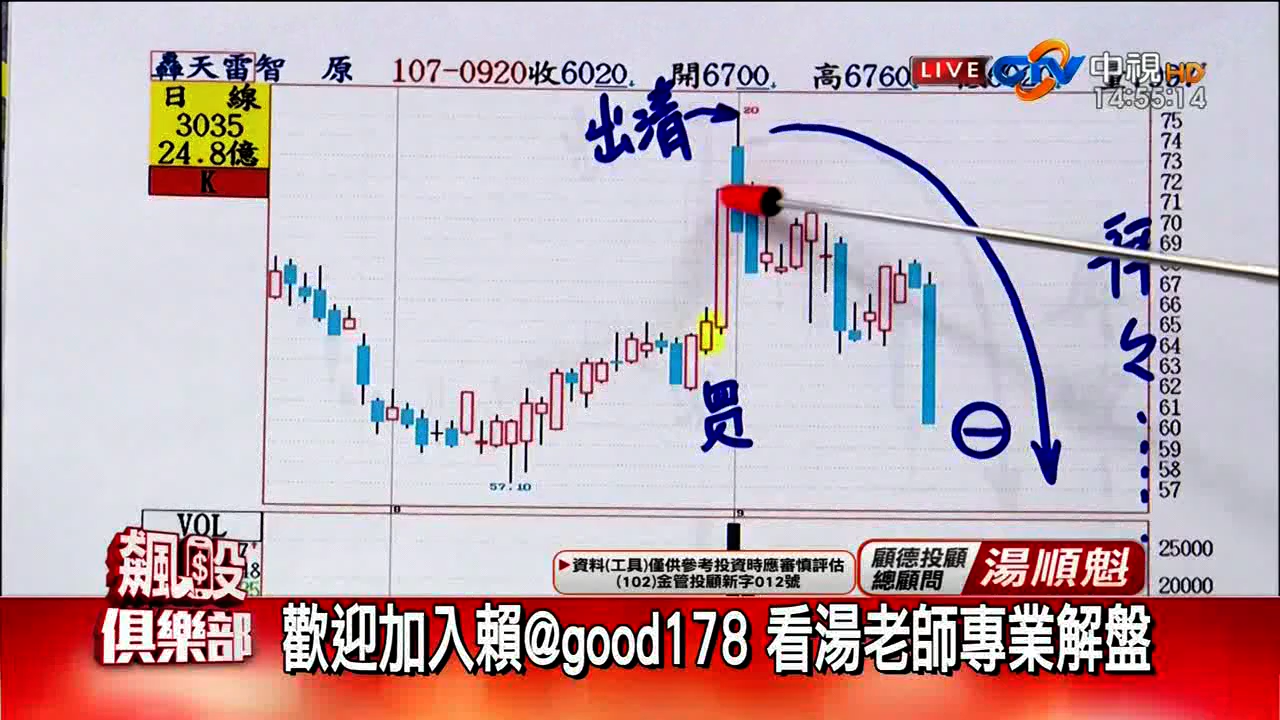 轟天雷智原 107-0920收6020. 開6700. 高6760.
LIVE CTV 中視HD
14:55:14
日線
3035
24.8億
K
出清
20
75
74
73
72
71
70
69
67
66
65
64
63
62
61
60
59
58
57
買
57.10
8
9
VOL
25000
20000
飆股
俱樂部
▶資料(工具)僅供參考投資時應審慎評估
(102)金管投顧新字012號
顧德投顧
總顧問
湯順魁
歡迎加入賴@good178 看湯老師專業解盤